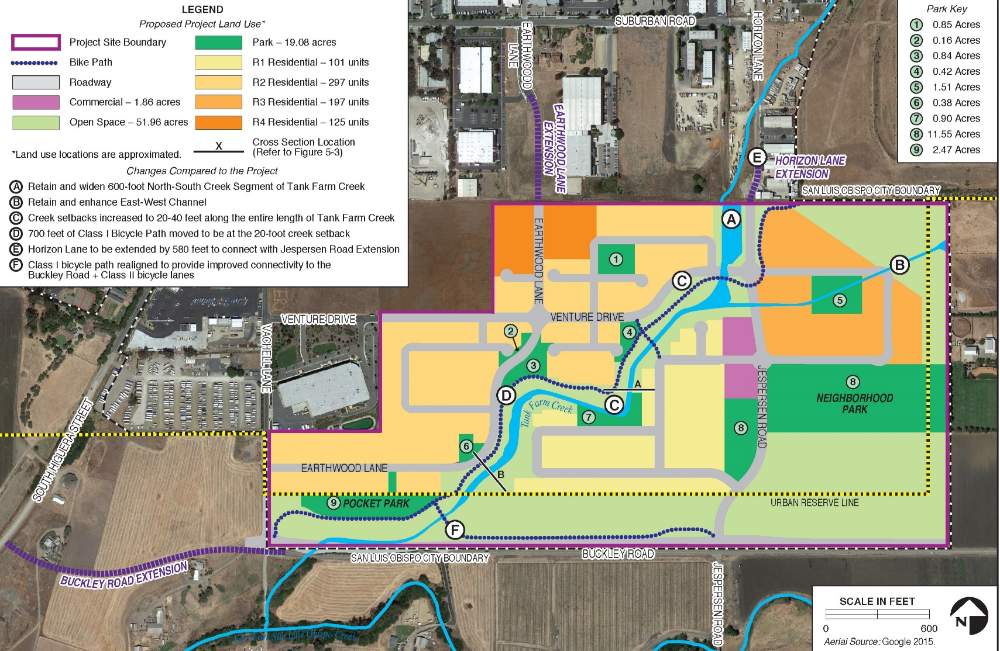 LEGEND
Proposed Project Land Use*
Project Site Boundary
Bike Path
Roadway
Commercial – 1.86 acres
Open Space – 51.96 acres
Park – 19.08 acres
R1 Residential – 101 units
R2 Residential – 297 units
R3 Residential – 197 units
R4 Residential – 125 units
X
Cross Section Location
(Refer to Figure 5-3)
*Land use locations are approximated.
Changes Compared to the Project
A Retain and widen 600-foot North-South Creek Segment of Tank Farm Creek
B Retain and enhance East-West Channel
C Creek setbacks increased to 20-40 feet along the entire length of Tank Farm Creek
D 700 feet of Class I Bicycle Path moved to be at the 20-foot creek setback
E Horizon Lane to be extended by 580 feet to connect with Jespersen Road Extension
F Class I bicycle path realigned to provide improved connectivity to the
Buckley Road + Class II bicycle lanes
Park Key
1 0.85 Acres
2 0.16 Acres
3 0.84 Acres
4 0.42 Acres
5 1.51 Acres
6 0.38 Acres
7 0.90 Acres
8 11.55 Acres
9 2.47 Acres
SUBURBAN ROAD
EARTHWOOD
LANE
HORIZON LANE
EARTHWOOD LANE
EXTENSION
E
HORIZON LANE
EXTENSION
SAN LUIS OBISPO CITY BOUNDARY
A
EARTHWOOD LANE
1
B
C
5
VENTURE DRIVE
VENTURE DRIVE
2
4
VACHELL LANE
3
JESPERSEN ROAD
8
NEIGHBORHOOD
PARK
A
D
C
Tank Farm Creek
7
8
SOUTH HIGUERA STREET
6
EARTHWOOD LANE
B
9 POCKET PARK
URBAN RESERVE LINE
F
BUCKLEY ROAD
SAN LUIS OBISPO CITY BOUNDARY
BUCKLEY ROAD EXTENSION
JESPERSEN ROAD
East Fork San Luis Obispo Creek
SCALE IN FEET
0 600
N
Aerial Source: Google 2015.